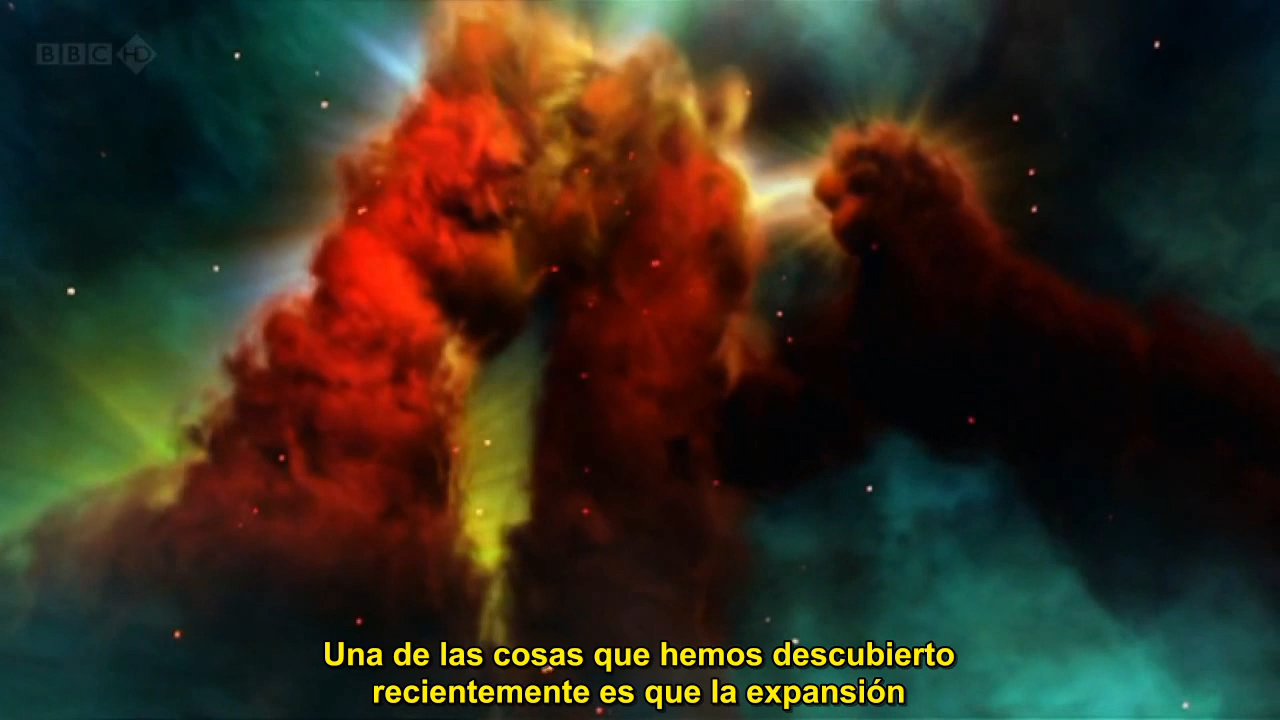 BBC HD
Una de las cosas que hemos descubierto
recientemente es que la expansión